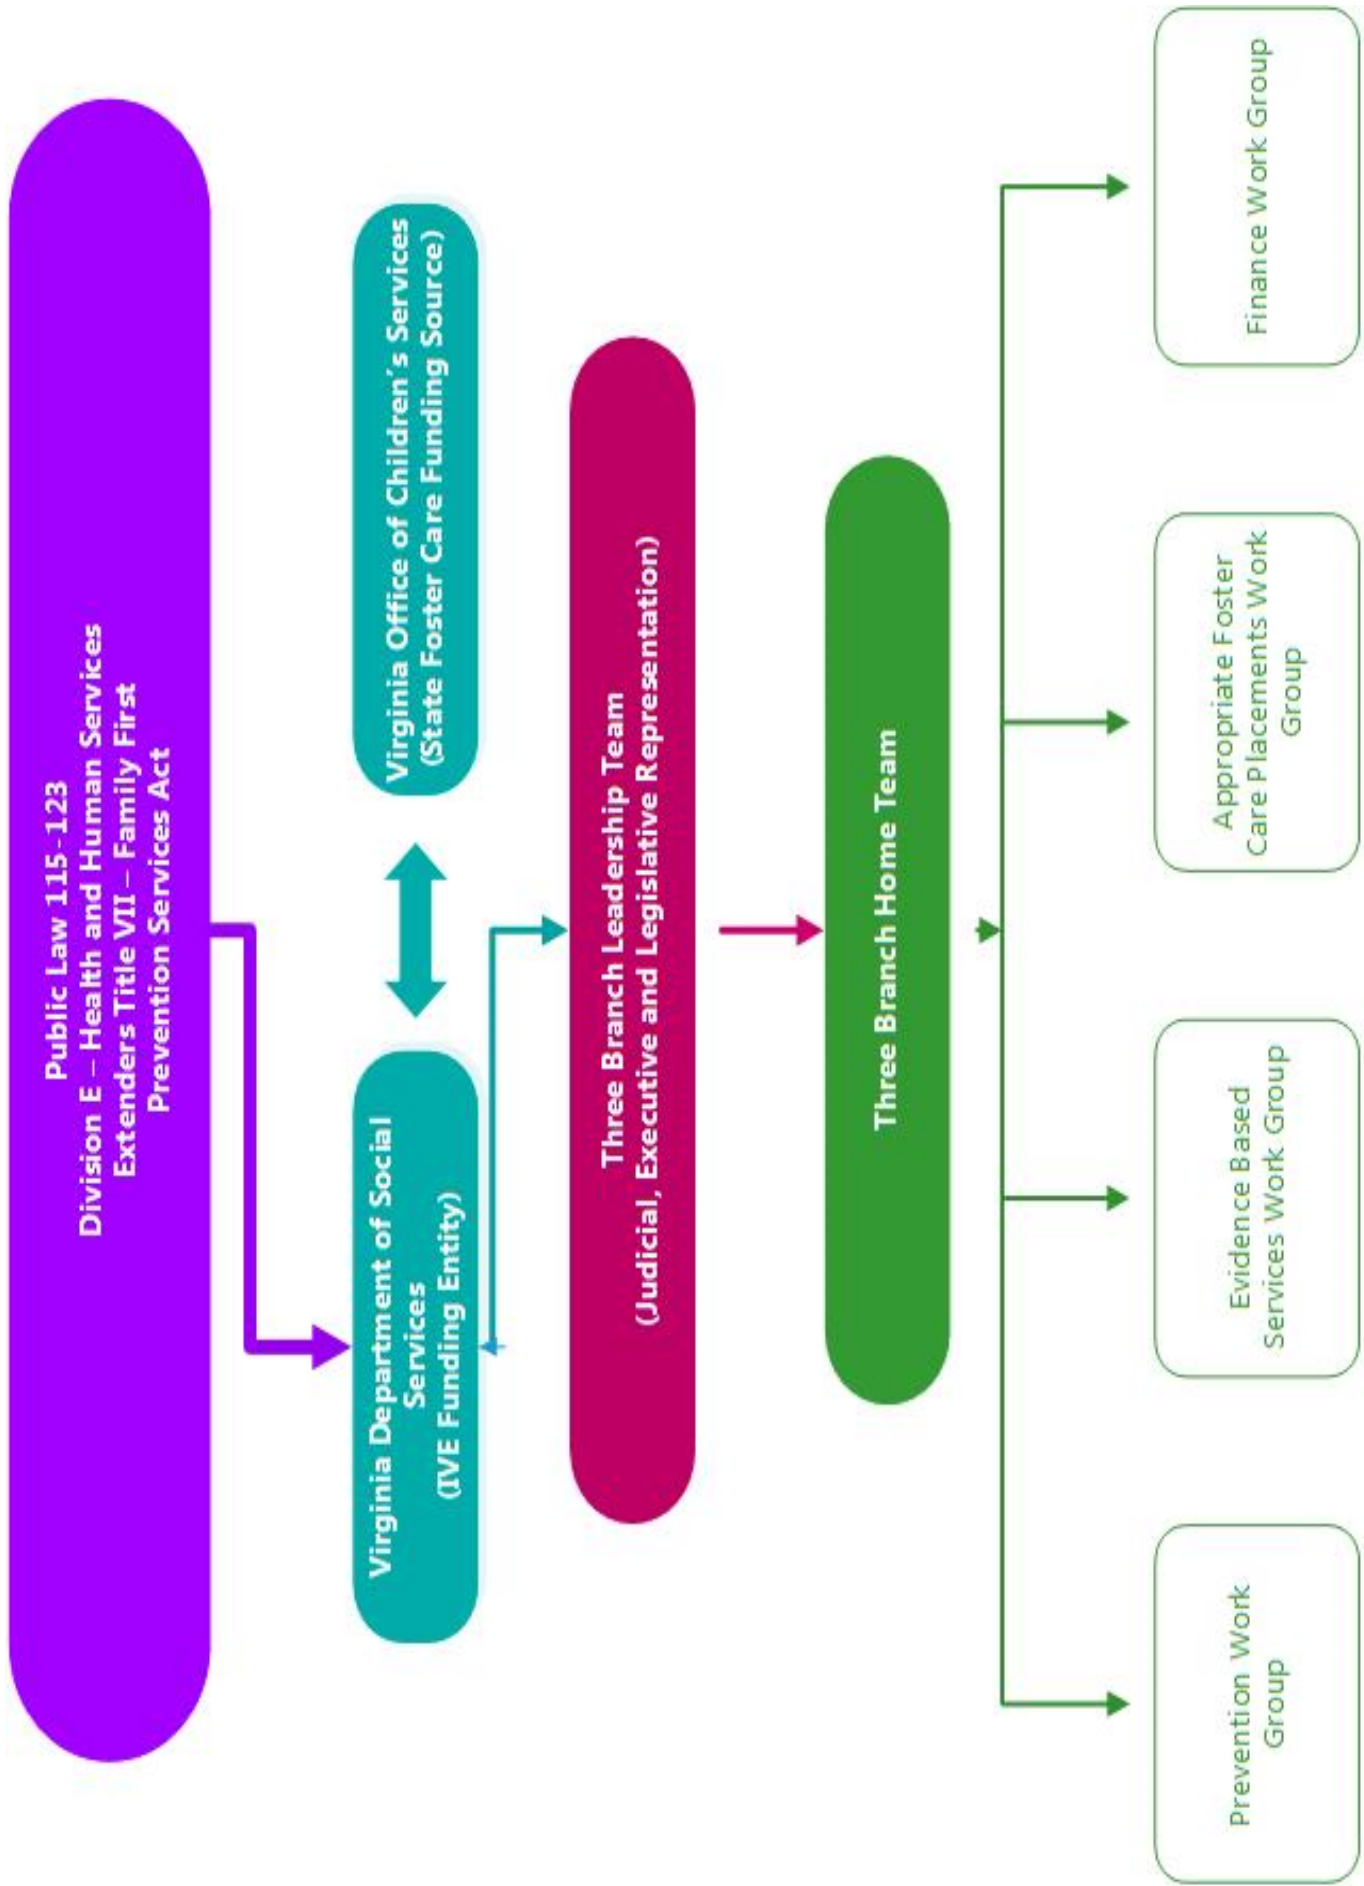 Public Law 115-123
Division E – Health and Human Services
Extenders Title VII – Family First
Prevention Services Act
Virginia Department of Social
Services
(IVE Funding Entity)
Virginia Office of Children's Services
(State Foster Care Funding Source)
Three Branch Leadership Team
(Judicial, Executive and Legislative Representation)
Three Branch Home Team
Prevention Work
Group
Evidence Based
Services Work Group
Appropriate Foster
Care Placements Work
Group
Finance Work Group